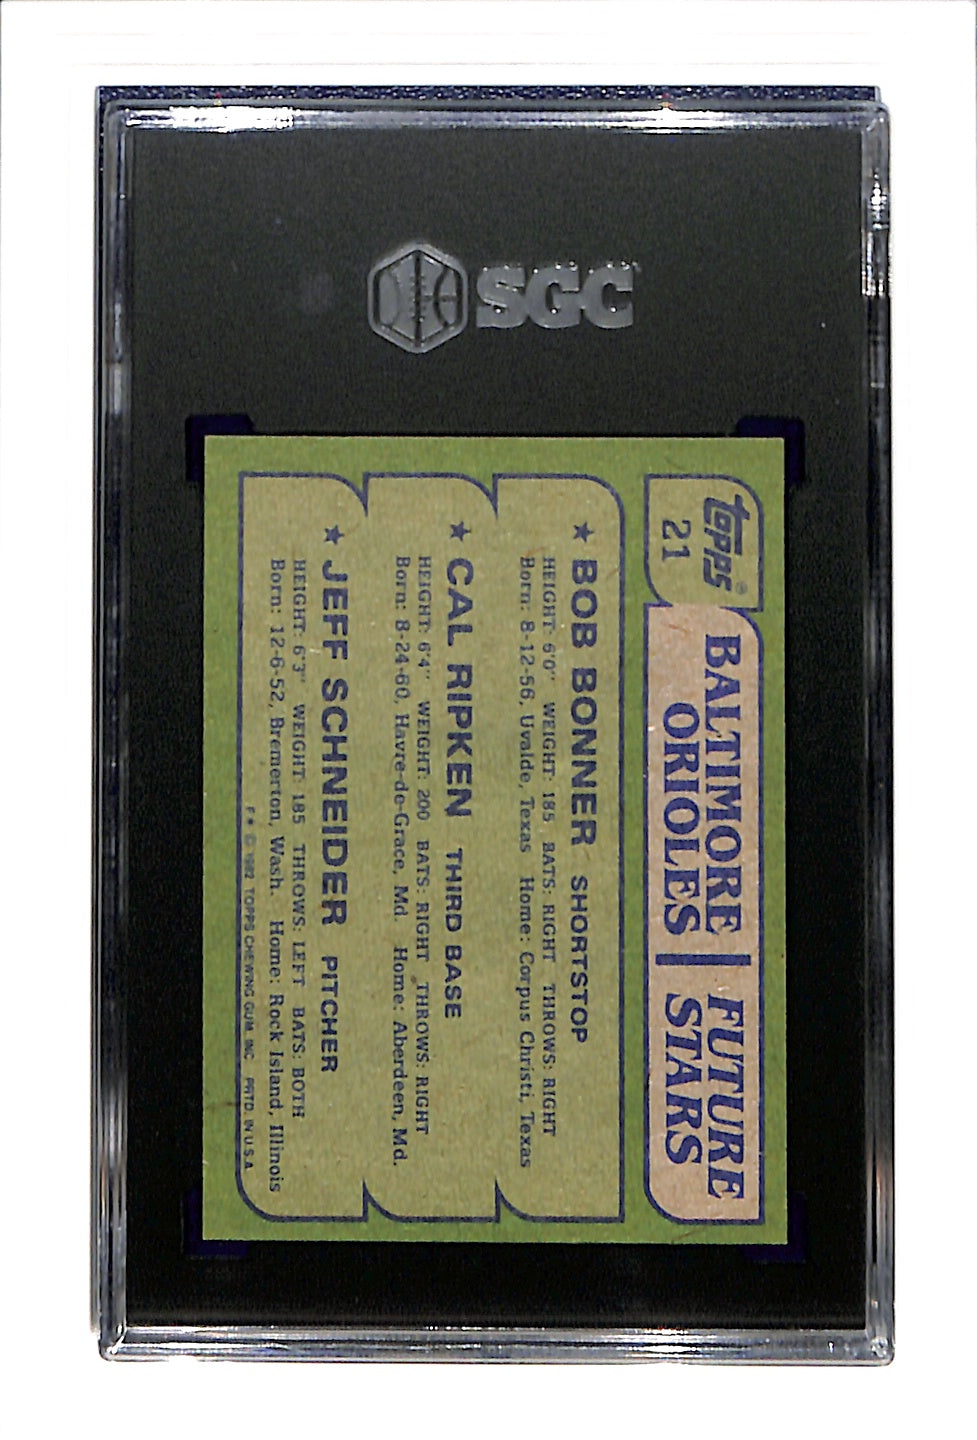 SGC
topps®
21
BALTIMORE ORIOLES | FUTURE STARS
★ BOB BONNER SHORTSTOP
HEIGHT: 6'0" WEIGHT: 185 BATS: RIGHT THROWS: RIGHT
Born: 8-12-56, Uvalde, Texas Home: Corpus Christi, Texas
★ CAL RIPKEN THIRD BASE
HEIGHT: 6'4" WEIGHT: 200 BATS: RIGHT THROWS: RIGHT
Born: 8-24-60, Havre-de-Grace, Md. Home: Aberdeen, Md.
★ JEFF SCHNEIDER PITCHER
HEIGHT: 6'3" WEIGHT: 185 THROWS: LEFT BATS: BOTH
Born: 12-6-52, Bremerton, Wash. Home: Rock Island, Illinois
F* © 1982 TOPPS CHEWING GUM, INC. PRTD. IN U.S.A.